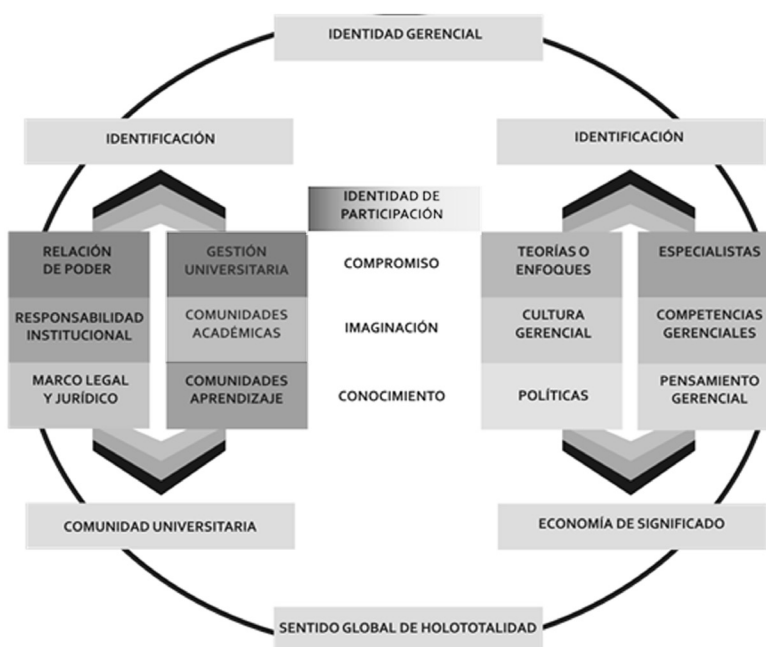 IDENTIDAD GERENCIAL
IDENTIFICACIÓN
IDENTIFICACIÓN
IDENTIDAD DE
PARTICIPACIÓN
RELACIÓN
DE PODER
GESTIÓN
UNIVERSITARIA
COMPROMISO
TEORÍAS O
ENFOQUES
ESPECIALISTAS
RESPONSABILIDAD
INSTITUCIONAL
COMUNIDADES
ACADÉMICAS
IMAGINACIÓN
CULTURA
GERENCIAL
COMPETENCIAS
GERENCIALES
MARCO LEGAL
Y JURÍDICO
COMUNIDADES
APRENDIZAJE
CONOCIMIENTO
POLÍTICAS
PENSAMIENTO
GERENCIAL
COMUNIDAD UNIVERSITARIA
ECONOMÍA DE SIGNIFICADO
SENTIDO GLOBAL DE HOLOTOTALIDAD